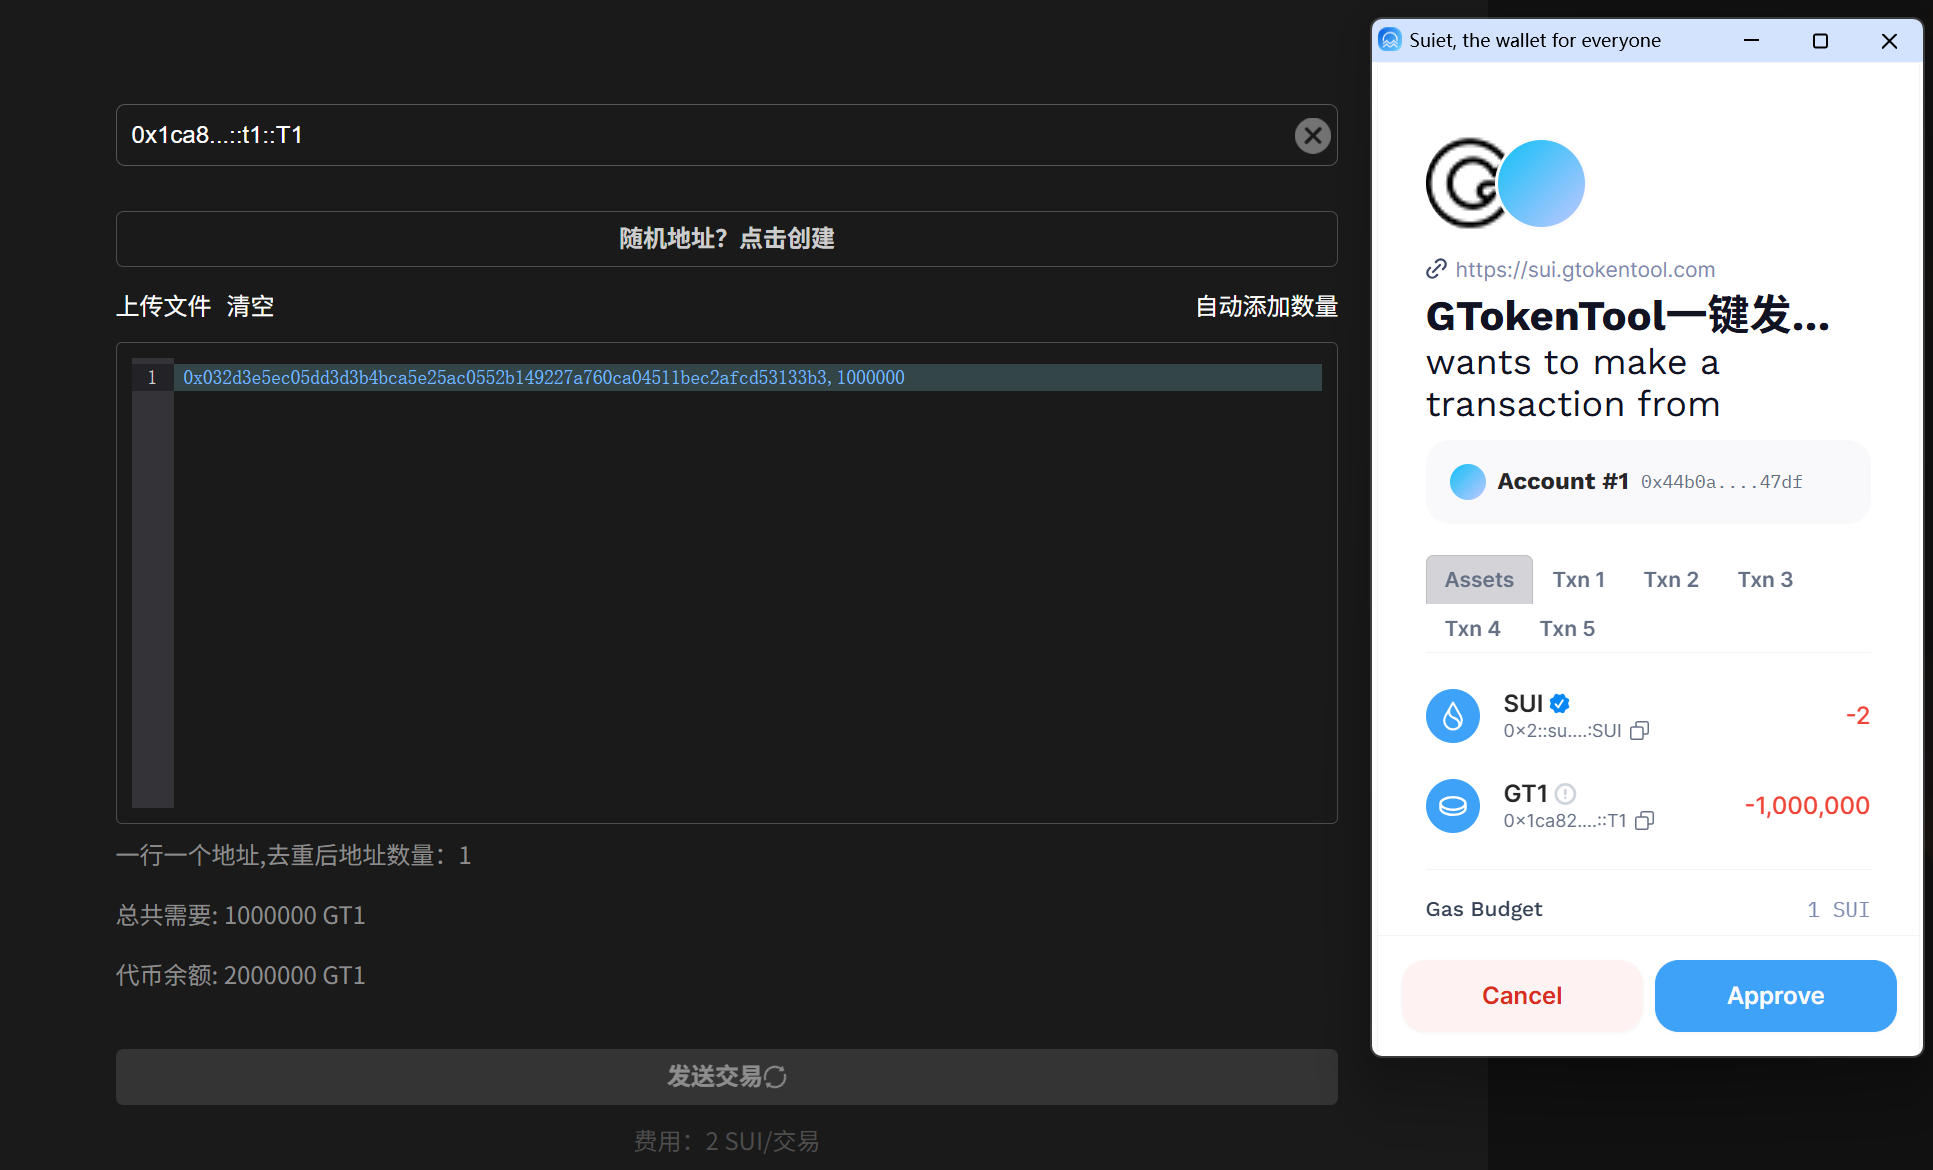 0x1ca8...::t1::T1
随机地址？点击创建
上传文件 清空
自动添加数量
1 0x032d3e5ec05dd3d3b4bca5e25ac0552b149227a760ca04511bec2afcd53133b3,1000000
一行一个地址,去重后地址数量：1
总共需要: 1000000 GT1
代币余额: 2000000 GT1
发送交易
费用：2 SUI/交易
Suiet, the wallet for everyone
https://sui.gtokentool.com
GTokenTool一键发...
wants to make a
transaction from
Account #1 0x44b0a....47df
Assets Txn 1 Txn 2 Txn 3
Txn 4 Txn 5
SUI
0×2::su....:SUI
-2
GT1
0×1ca82....::T1
-1,000,000
Gas Budget 1 SUI
Cancel Approve